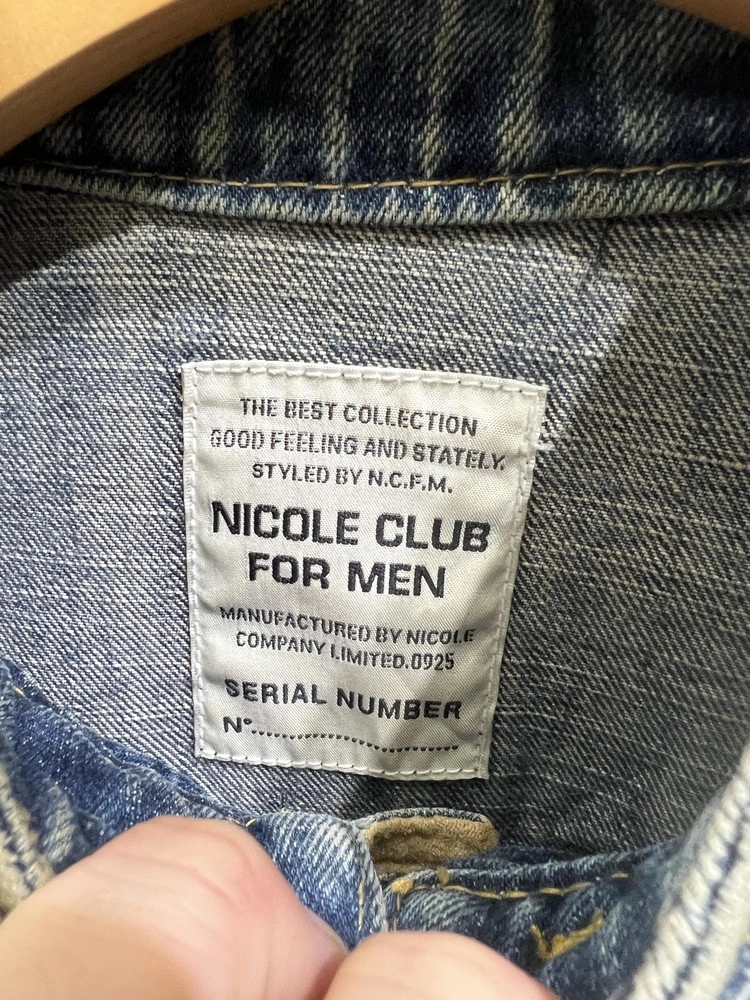 THE BEST COLLECTION
GOOD FEELING AND STATELY.
STYLED BY N.C.F.M.
NICOLE CLUB
FOR MEN
MANUFACTURED BY NICOLE
COMPANY LIMITED.0925
SERIAL NUMBER
N°..............................